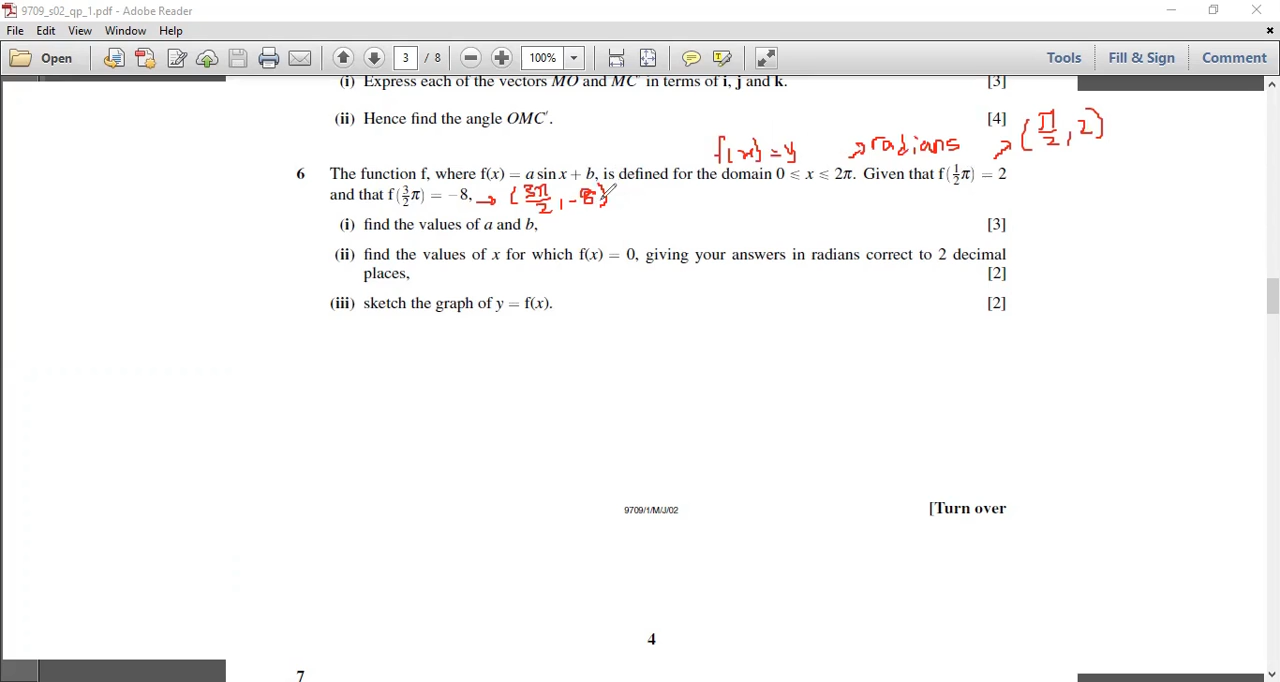 9709_s02_qp_1.pdf - Adobe Reader
File Edit View Window Help
Open 3 / 8 100% Tools Fill & Sign Comment
(i) Express each of the vectors MO and MC′ in terms of i, j and k. [3]
(ii) Hence find the angle OMC′. [4]
f(x) = y → radians → (π/2, 2)
6 The function f, where f(x) = a sin x + b, is defined for the domain 0 ⩽ x ⩽ 2π. Given that f(½π) = 2
and that f(3/2 π) = −8, → (3π/2, -8)
(i) find the values of a and b, [3]
(ii) find the values of x for which f(x) = 0, giving your answers in radians correct to 2 decimal
places, [2]
(iii) sketch the graph of y = f(x). [2]
9709/1/M/J/02 [Turn over
4
7